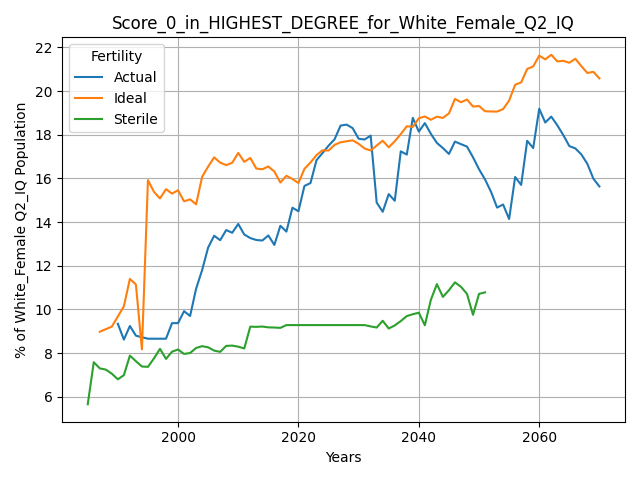 Score_0_in_HIGHEST_DEGREE_for_White_Female_Q2_IQ
Fertility
Actual
Ideal
Sterile
% of White_Female Q2_IQ Population
22
20
18
16
14
12
10
8
6
2000 2020 2040 2060
Years